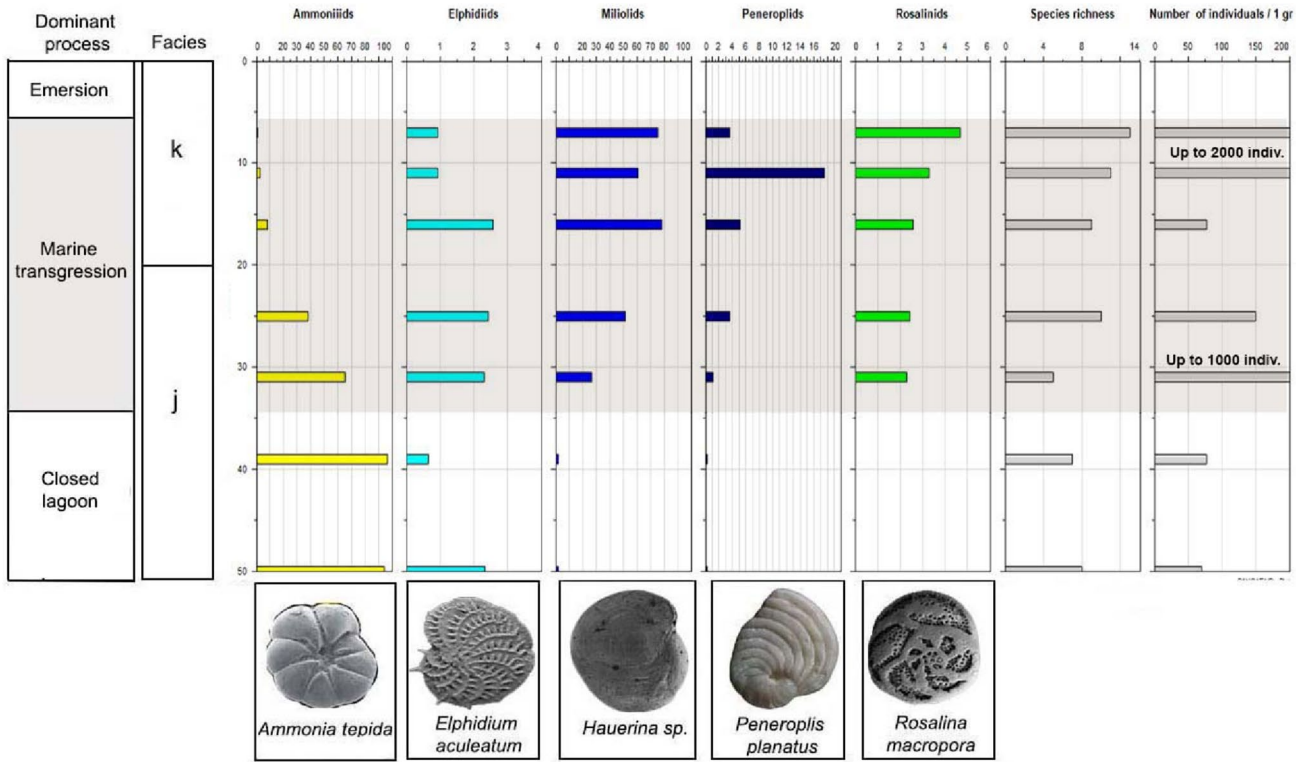 Dominant process
Facies
Ammoniiids
Elphidiids
Miliolids
Peneroplids
Rosalinids
Species richness
Number of individuals / 1 gr
0 10 20 30 40 50 60 70 80 90 100
0 1 2 3 4
0 10 20 30 40 50 60 70 80 90 100
0 2 4 6 8 10 12 14 16 18 20
0 1 2 3 4 5 6
0 4 8 14
0 50 100 150 200
0
10
20
30
40
50
Emersion
Marine
transgression
Closed
lagoon
k
j
Up to 2000 indiv.
Up to 1000 indiv.
Ammonia tepida
Elphidium
aculeatum
Hauerina sp.
Peneroplis
planatus
Rosalina
macropora